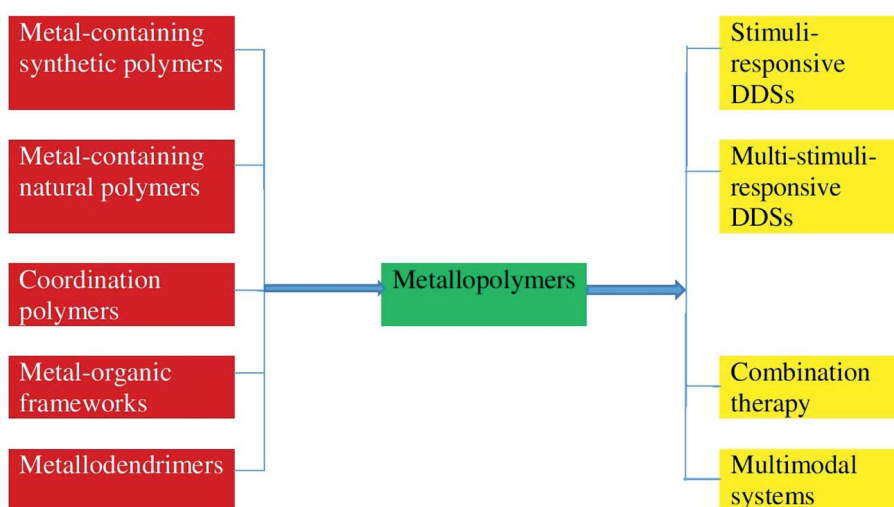 Metal-containing
synthetic polymers
Metal-containing
natural polymers
Coordination
polymers
Metal-organic
frameworks
Metallodendrimers
Metallopolymers
Stimuli-
responsive
DDSs
Multi-stimuli-
responsive
DDSs
Combination
therapy
Multimodal
systems